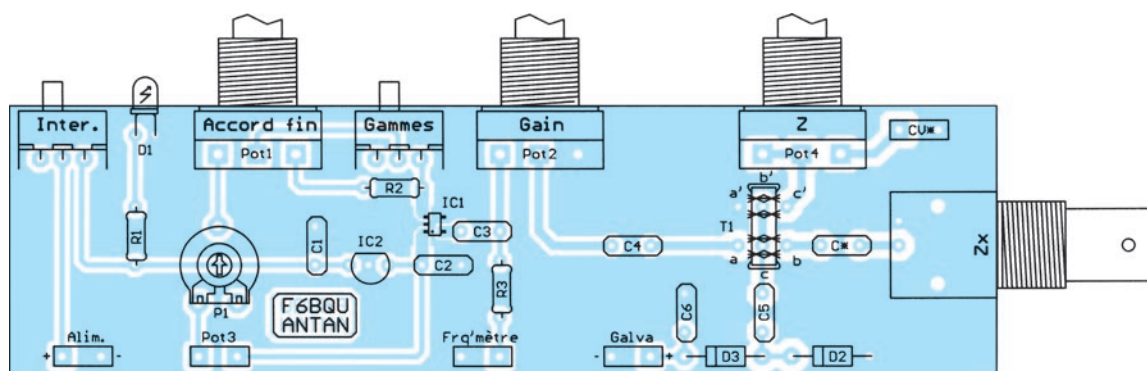 Inter.
D1
Accord fin
Pot1
Gammes
Gain
Pot2
Z
Pot4
CV*
R2
IC1
a'
b'
c'
R1
C1
IC2
C3
C2
C4
T1
a
b
c
C*
Zx
R3
P1
F6BQU
ANTAN
C6
C5
Alim.
+
-
Pot3
Frq'mètre
Galva
-
+
D3
D2